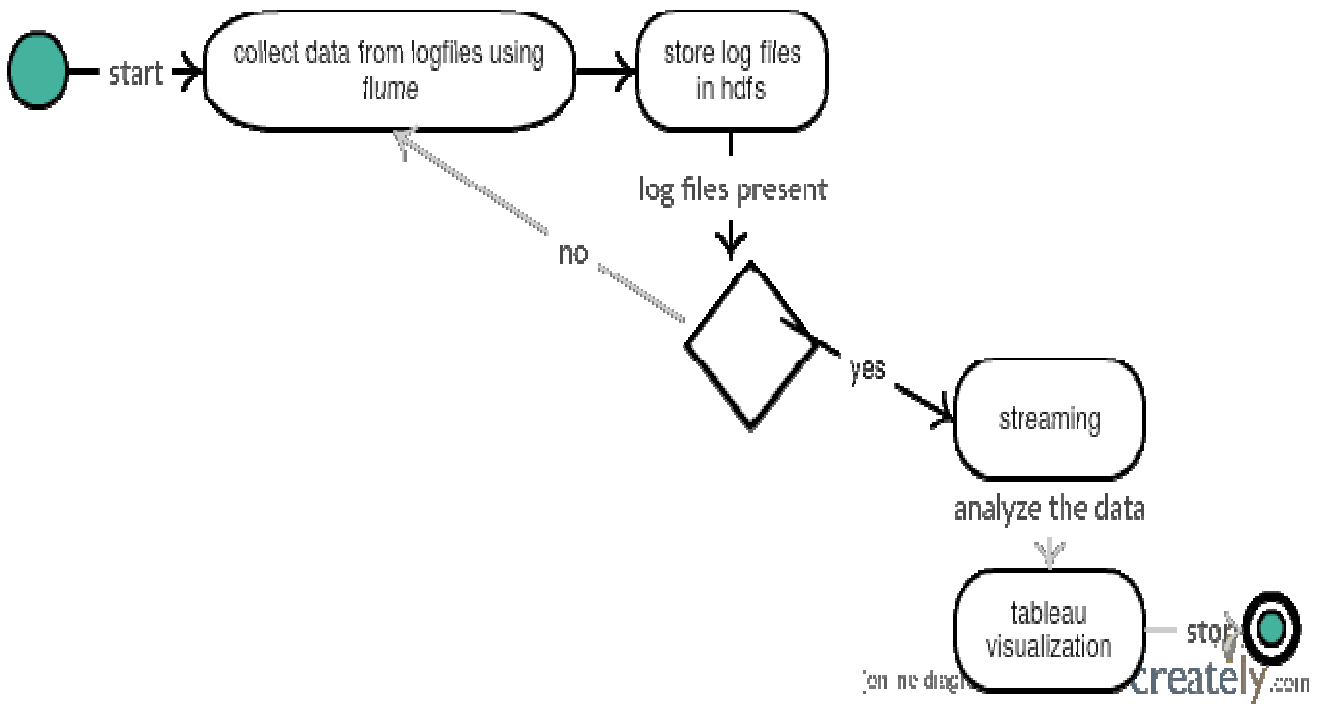 start
collect data from logfiles using
flume
store log files
in hdfs
log files present
no
yes
streaming
analyze the data
tableau
visualization
stop
creately.com